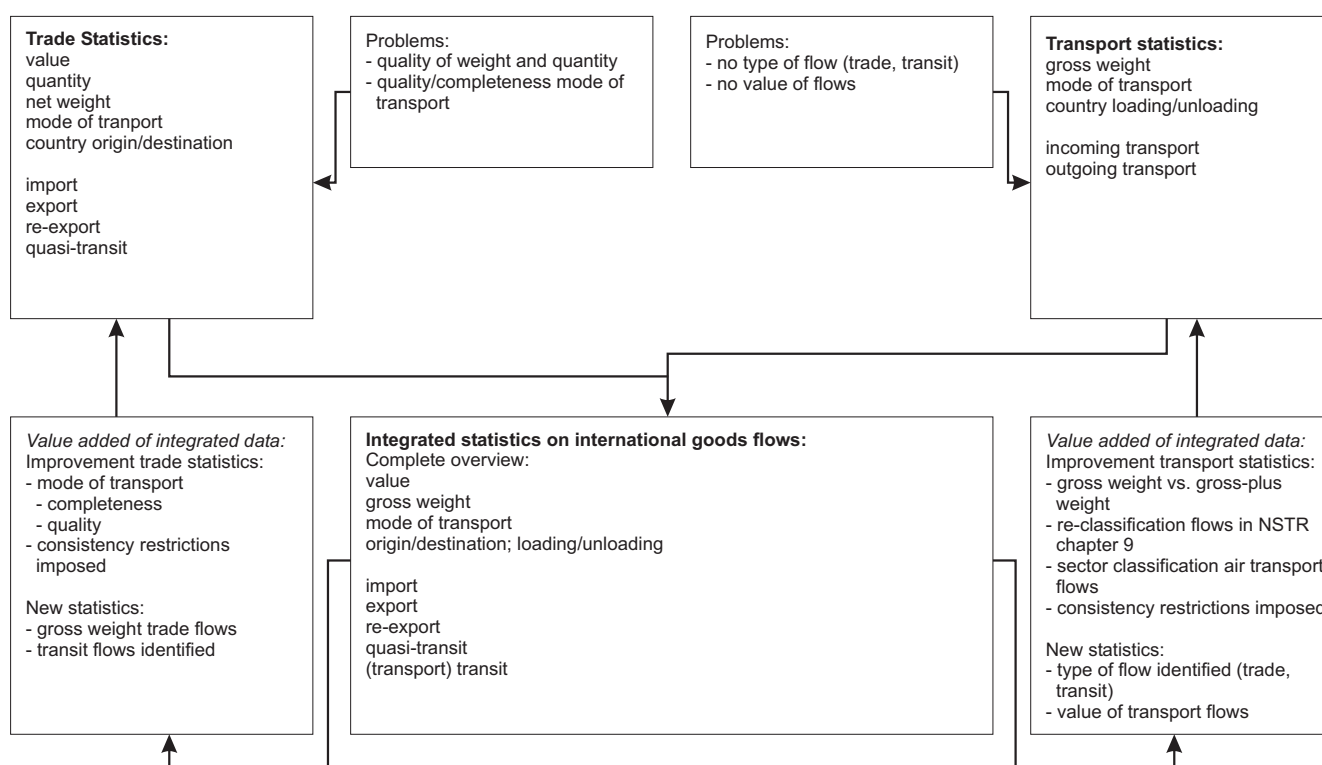 Trade Statistics:
value
quantity
net weight
mode of tranport
country origin/destination
import
export
re-export
quasi-transit
Problems:
- quality of weight and quantity
- quality/completeness mode of
transport
Problems:
- no type of flow (trade, transit)
- no value of flows
Transport statistics:
gross weight
mode of transport
country loading/unloading
incoming transport
outgoing transport
Value added of integrated data:
Improvement trade statistics:
- mode of transport
- completeness
- quality
- consistency restrictions
imposed
New statistics:
- gross weight trade flows
- transit flows identified
Integrated statistics on international goods flows:
Complete overview:
value
gross weight
mode of transport
origin/destination; loading/unloading
import
export
re-export
quasi-transit
(transport) transit
Value added of integrated data:
Improvement transport statistics:
- gross weight vs. gross-plus
weight
- re-classification flows in NSTR
chapter 9
- sector classification air transport
flows
- consistency restrictions imposed
New statistics:
- type of flow identified (trade,
transit)
- value of transport flows